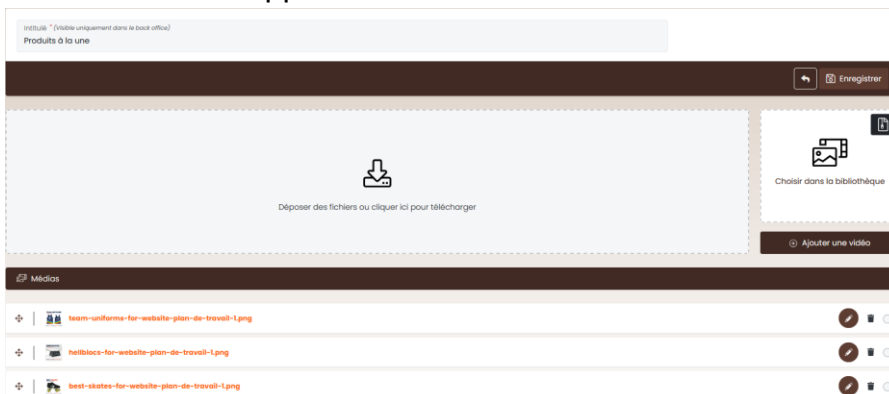 Intitulé * (Visible uniquement dans le back office)
Produits à la une
Enregistrer
Choisir dans la bibliothèque
Déposer des fichiers ou cliquer ici pour télécharger
Ajouter une vidéo
Médias
team-uniforms-for-website-plan-de-travail-1.png
hellblocs-for-website-plan-de-travail-1.png
best-skates-for-website-plan-de-travail-1.png